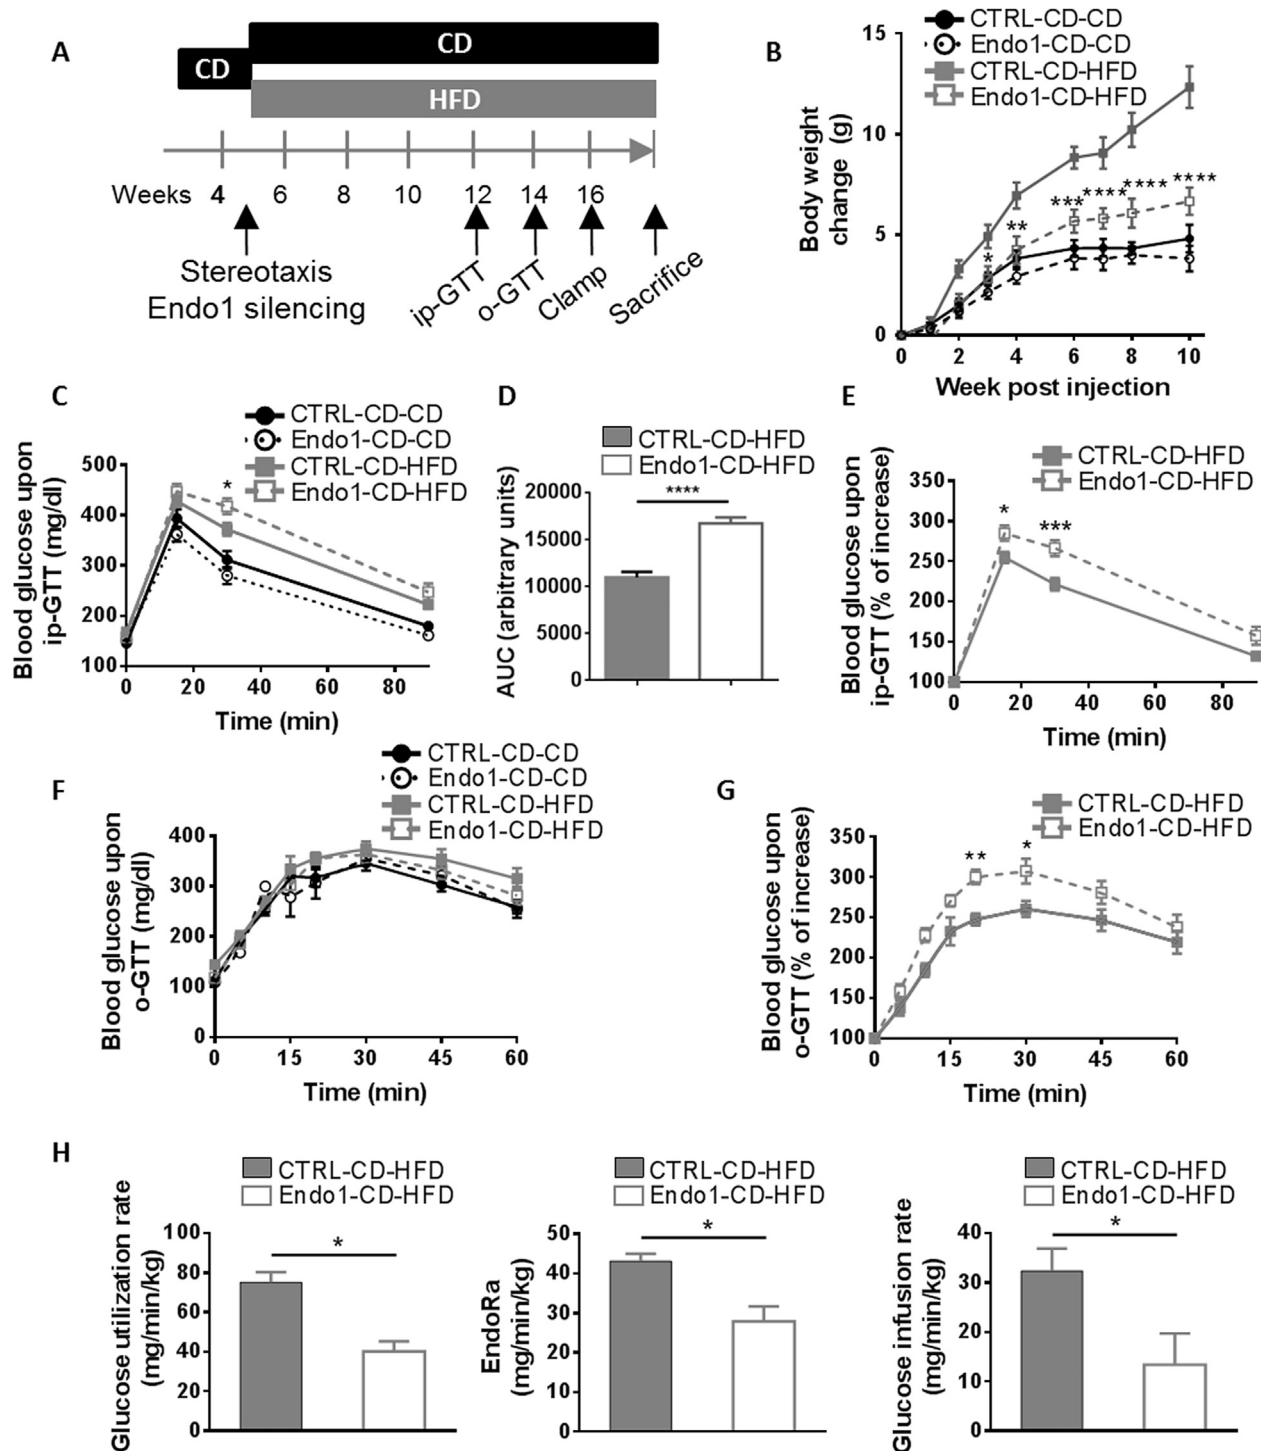 A
CD
CD
HFD
Weeks 4 6 8 10 12 14 16
Stereotaxis
Endo1 silencing
ip-GTT
o-GTT
Clamp
Sacrifice
B
CTRL-CD-CD
Endo1-CD-CD
CTRL-CD-HFD
Endo1-CD-HFD
Body weight
change (g)
15
10
5
0
* ** *** **** **** ****
0 2 4 6 8 10
Week post injection
C
CTRL-CD-CD
Endo1-CD-CD
CTRL-CD-HFD
Endo1-CD-HFD
Blood glucose upon
ip-GTT (mg/dl)
500
400
300
200
100
*
0 20 40 60 80
Time (min)
D
CTRL-CD-HFD
Endo1-CD-HFD
AUC (arbitrary units)
20000
15000
10000
5000
0
****
E
CTRL-CD-HFD
Endo1-CD-HFD
Blood glucose upon
ip-GTT (% of increase)
350
300
250
200
150
100
* ***
0 20 40 60 80
Time (min)
F
CTRL-CD-CD
Endo1-CD-CD
CTRL-CD-HFD
Endo1-CD-HFD
Blood glucose upon
o-GTT (mg/dl)
400
300
200
100
0
0 15 30 45 60
Time (min)
G
CTRL-CD-HFD
Endo1-CD-HFD
Blood glucose upon
o-GTT (% of increase)
350
300
250
200
150
100
** *
0 15 30 45 60
Time (min)
H
CTRL-CD-HFD
Endo1-CD-HFD
Glucose utilization rate
(mg/min/kg)
100
80
60
40
20
0
*
CTRL-CD-HFD
Endo1-CD-HFD
EndoRa
(mg/min/kg)
50
40
30
20
10
0
*
CTRL-CD-HFD
Endo1-CD-HFD
Glucose infusion rate
(mg/min/kg)
40
30
20
10
0
*